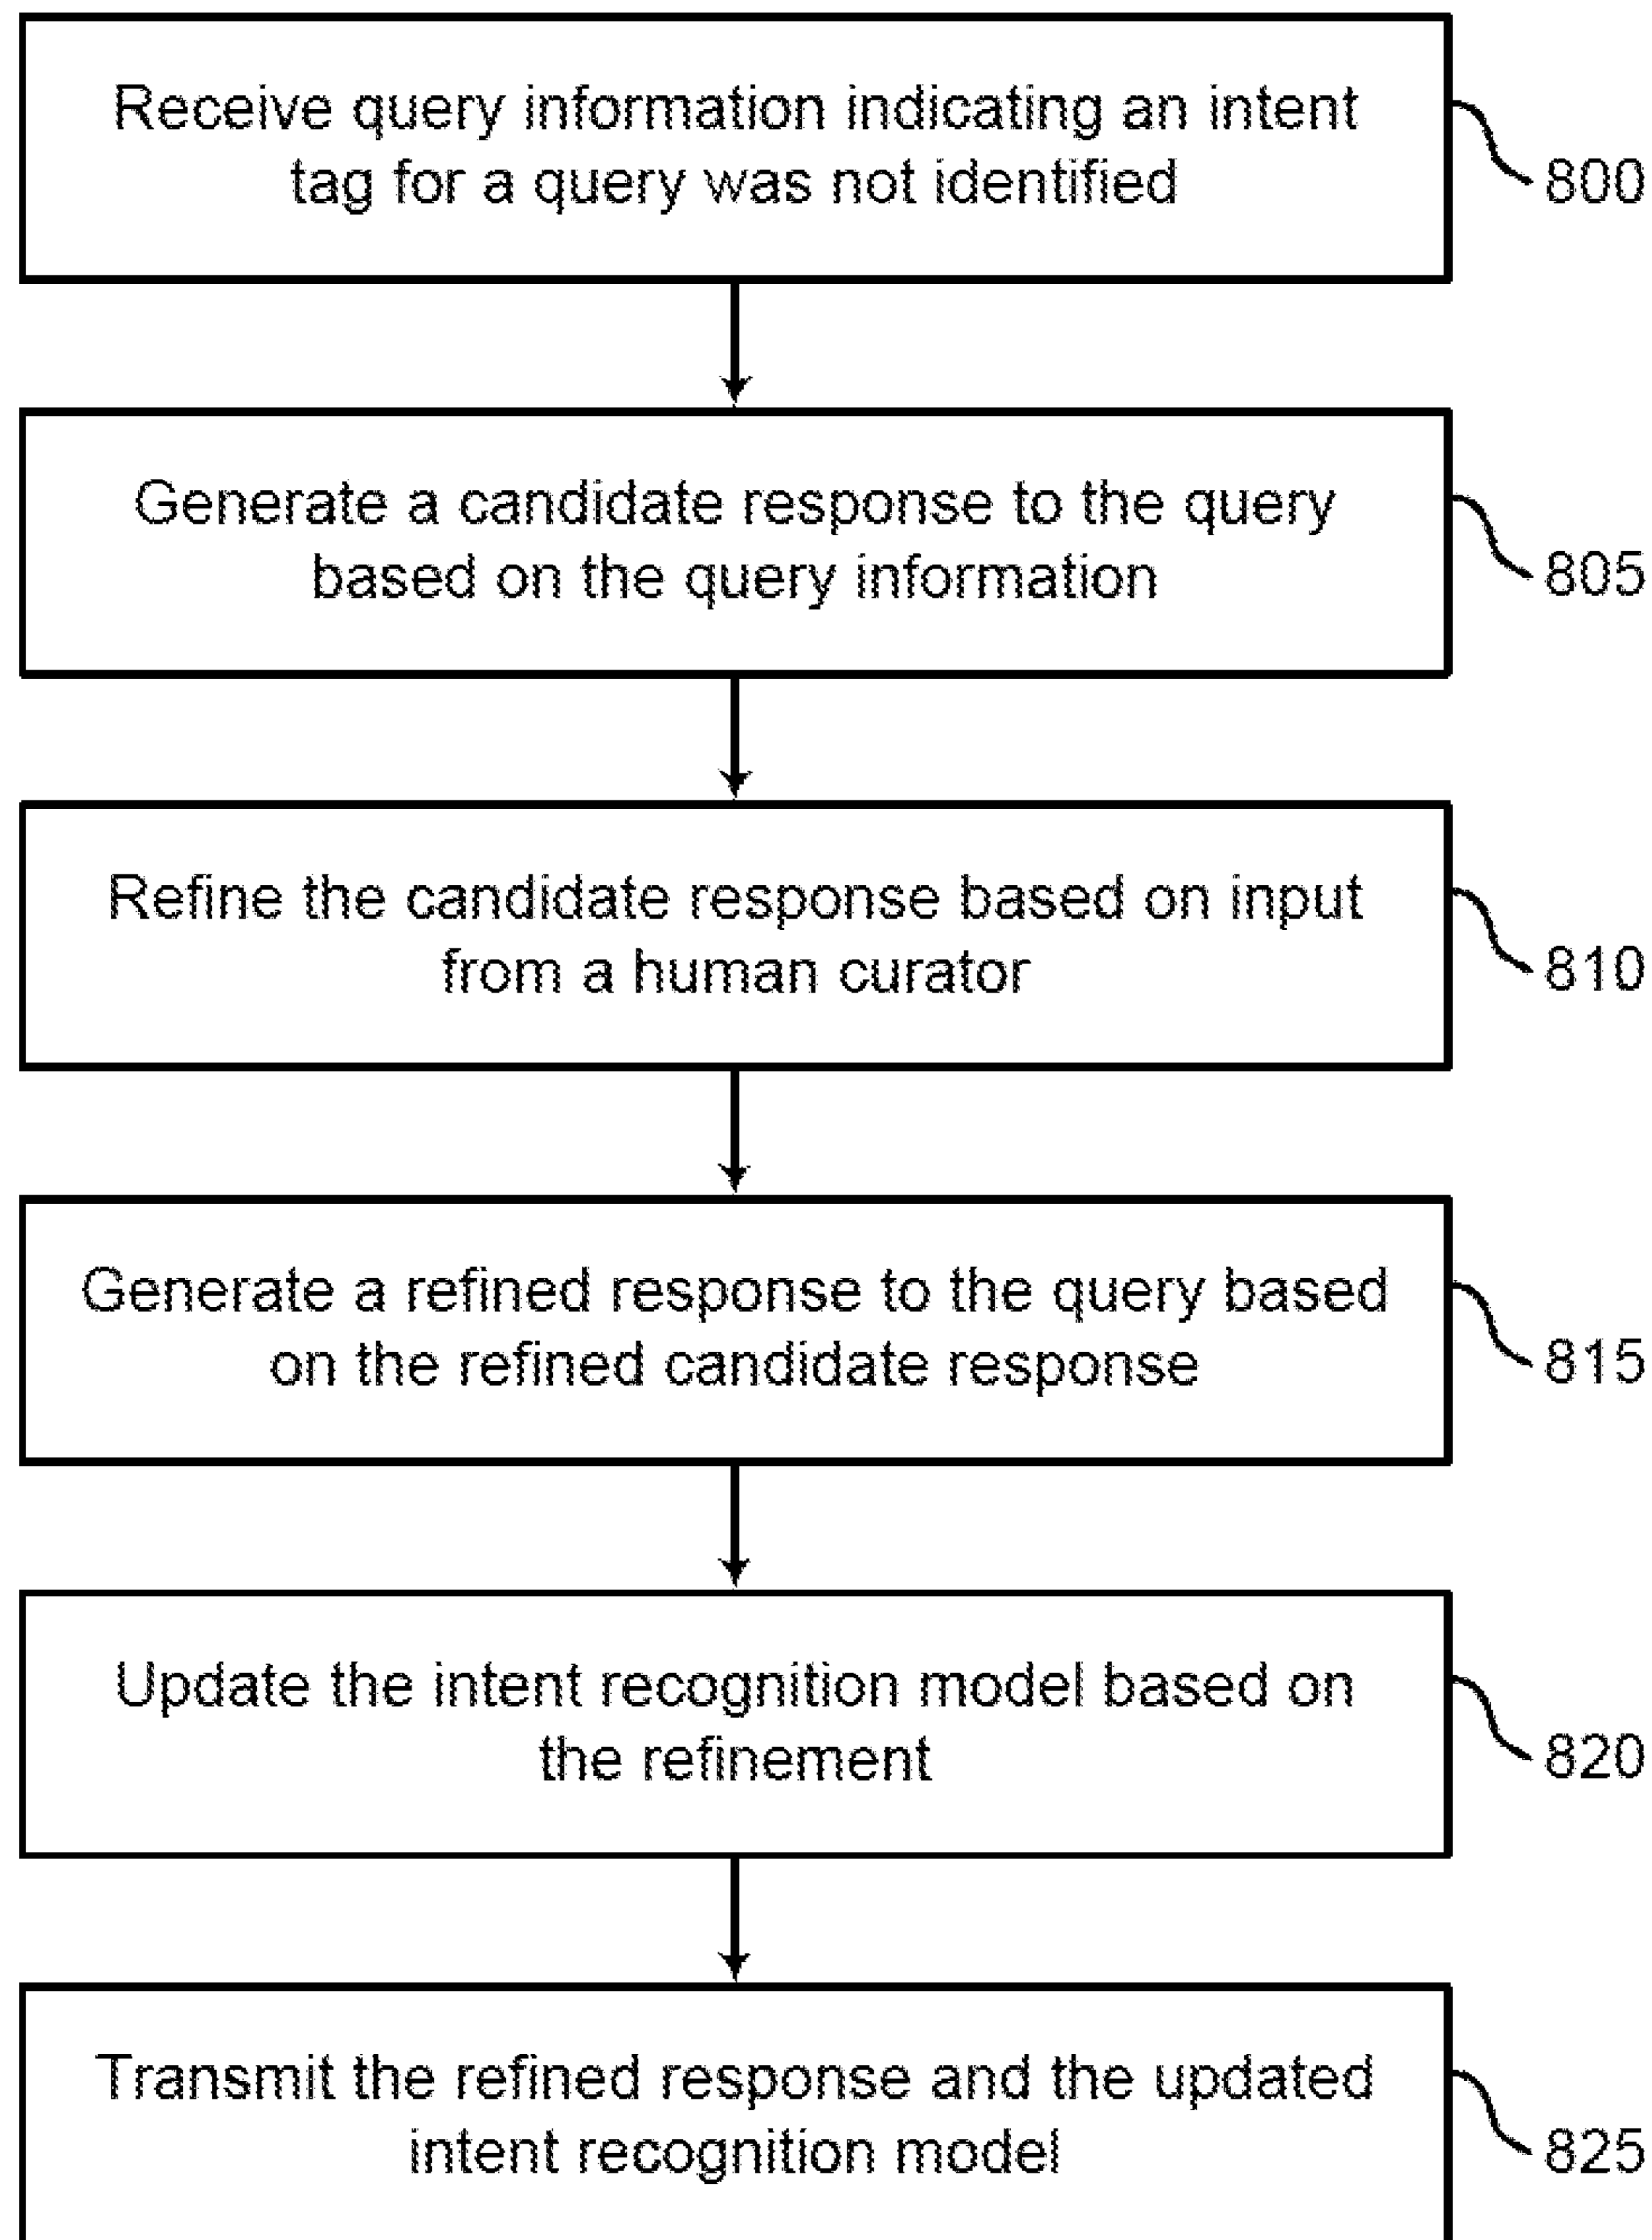 Receive query information indicating an intent
tag for a query was not identified
800
Generate a candidate response to the query
based on the query information
805
Refine the candidate response based on input
from a human curator
810
Generate a refined response to the query based
on the refined candidate response
815
Update the intent recognition model based on
the refinement
820
Transmit the refined response and the updated
intent recognition model
825